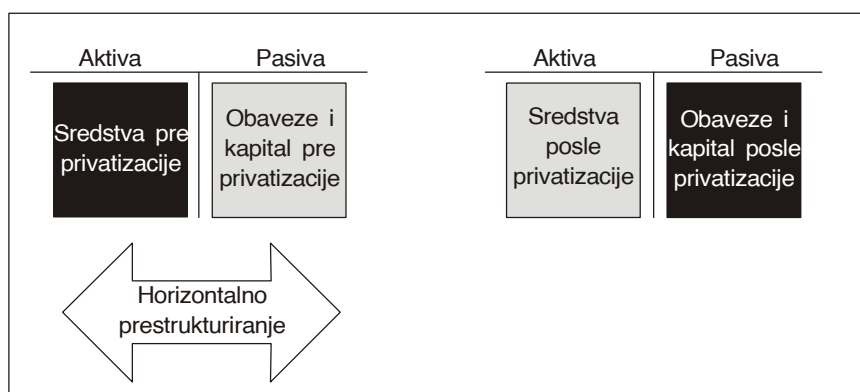 Aktiva Pasiva
Sredstva pre
privatizacije
Obaveze i
kapital pre
privatizacije
Aktiva Pasiva
Sredstva
posle
privatizacije
Obaveze i
kapital posle
privatizacije
Horizontalno
prestrukturiranje